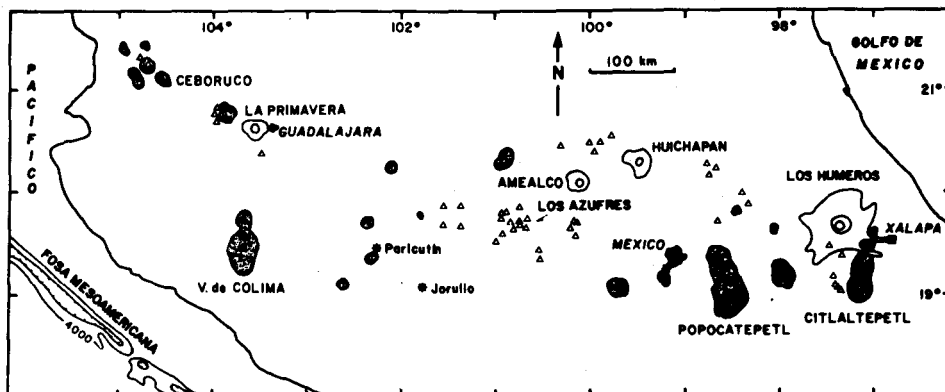 104°
100°
98°
GOLFO DE
MEXICO
PACIFICO
CEBORUCO
N
100 km
21°
LA PRIMAVERA
GUADALAJARA
HUICHAPAN
AMEALCO
LOS HUMEROS
LOS AZUFRES
XALAPA
MEXICO
Paricutin
FOSA MESOAMERICANA
V. de COLIMA
Jorullo
19°
4000
POPOCATEPETL
CITLALTEPETL